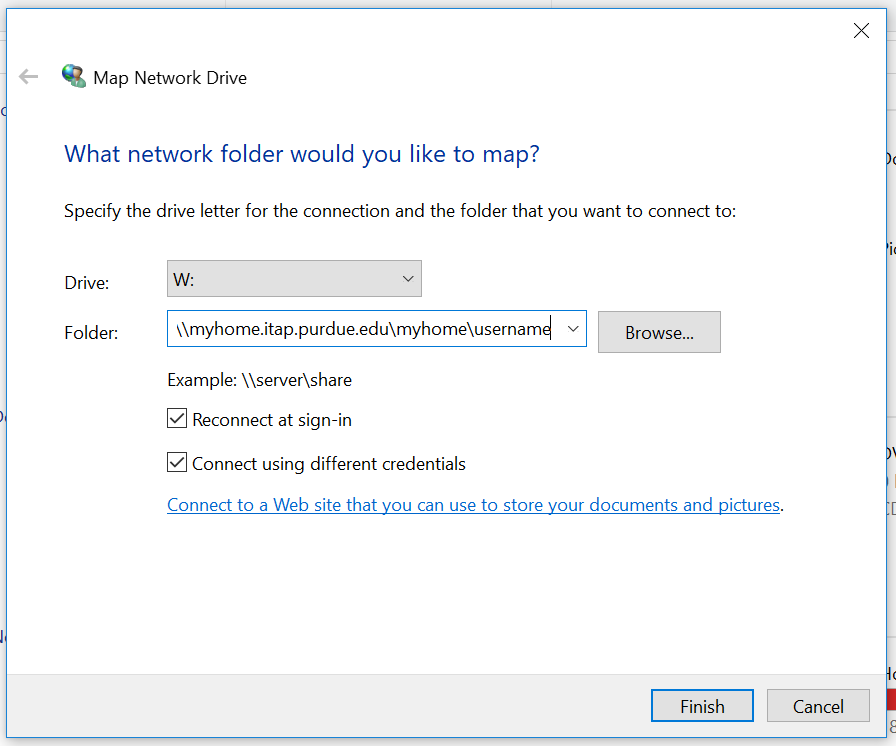 Map Network Drive
What network folder would you like to map?
Specify the drive letter for the connection and the folder that you want to connect to:
Drive: W:
Folder: \\myhome.itap.purdue.edu\myhome\username Browse...
Example: \\server\share
Reconnect at sign-in
Connect using different credentials
Connect to a Web site that you can use to store your documents and pictures.
Finish Cancel